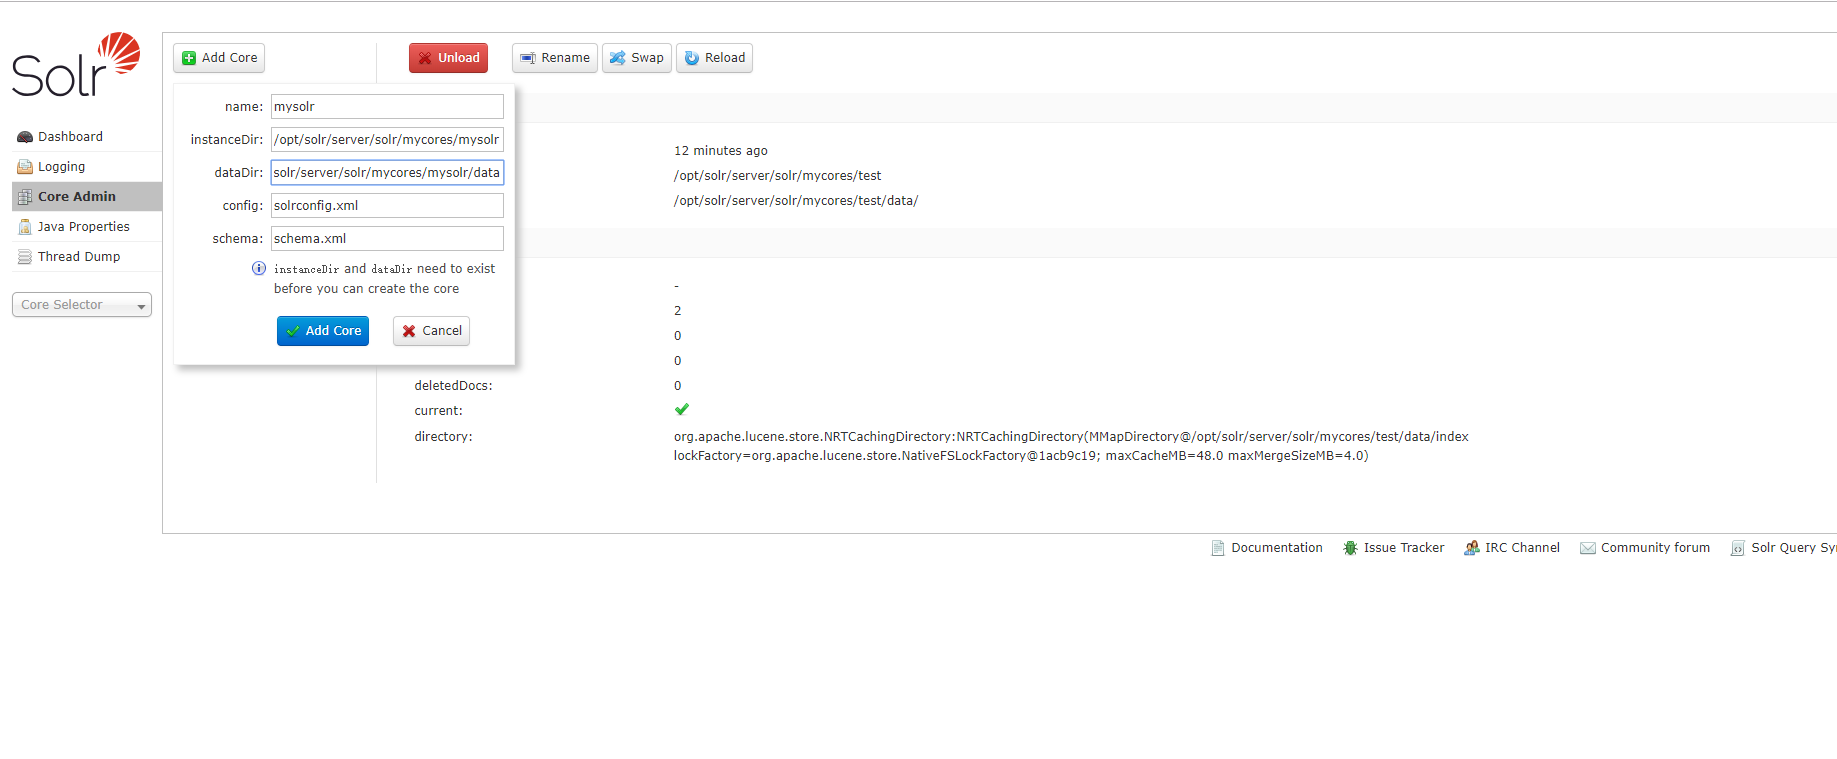 Solr
Dashboard
Logging
Core Admin
Java Properties
Thread Dump
Core Selector
Add Core
Unload
Rename
Swap
Reload
name: mysolr
instanceDir: /opt/solr/server/solr/mycores/mysolr
dataDir: solr/server/solr/mycores/mysolr/data
config: solrconfig.xml
schema: schema.xml
instanceDir and dataDir need to exist
before you can create the core
Add Core
Cancel
12 minutes ago
/opt/solr/server/solr/mycores/test
/opt/solr/server/solr/mycores/test/data/
-
2
0
0
deletedDocs: 0
current:
directory: org.apache.lucene.store.NRTCachingDirectory:NRTCachingDirectory(MMapDirectory@/opt/solr/server/solr/mycores/test/data/index
lockFactory=org.apache.lucene.store.NativeFSLockFactory@1acb9c19; maxCacheMB=48.0 maxMergeSizeMB=4.0)
Documentation
Issue Tracker
IRC Channel
Community forum
Solr Query